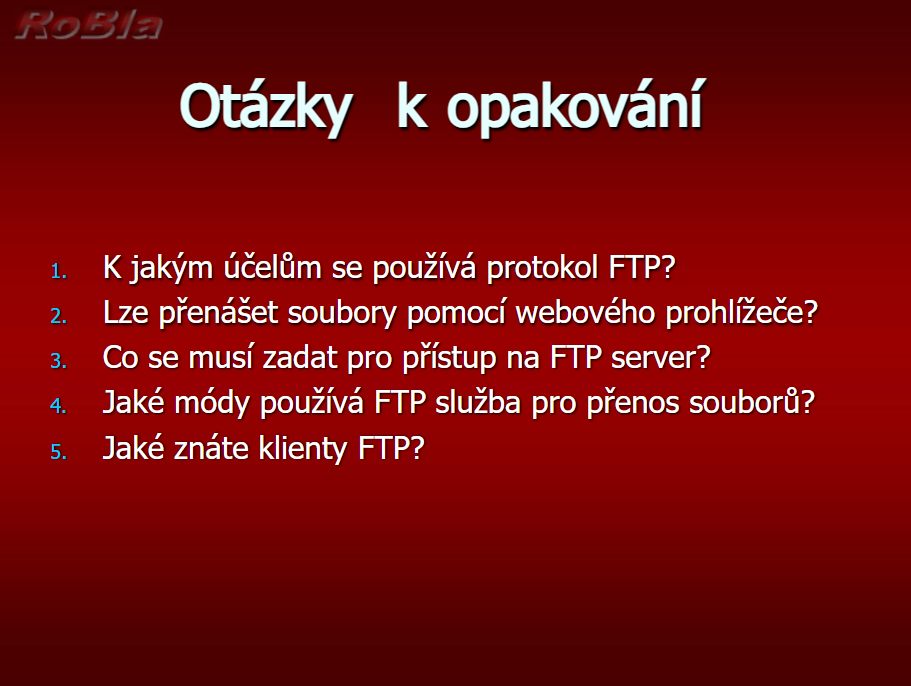 RoBla
Otázky k opakování
1. K jakým účelům se používá protokol FTP?
2. Lze přenášet soubory pomocí webového prohlížeče?
3. Co se musí zadat pro přístup na FTP server?
4. Jaké módy používá FTP služba pro přenos souborů?
5. Jaké znáte klienty FTP?